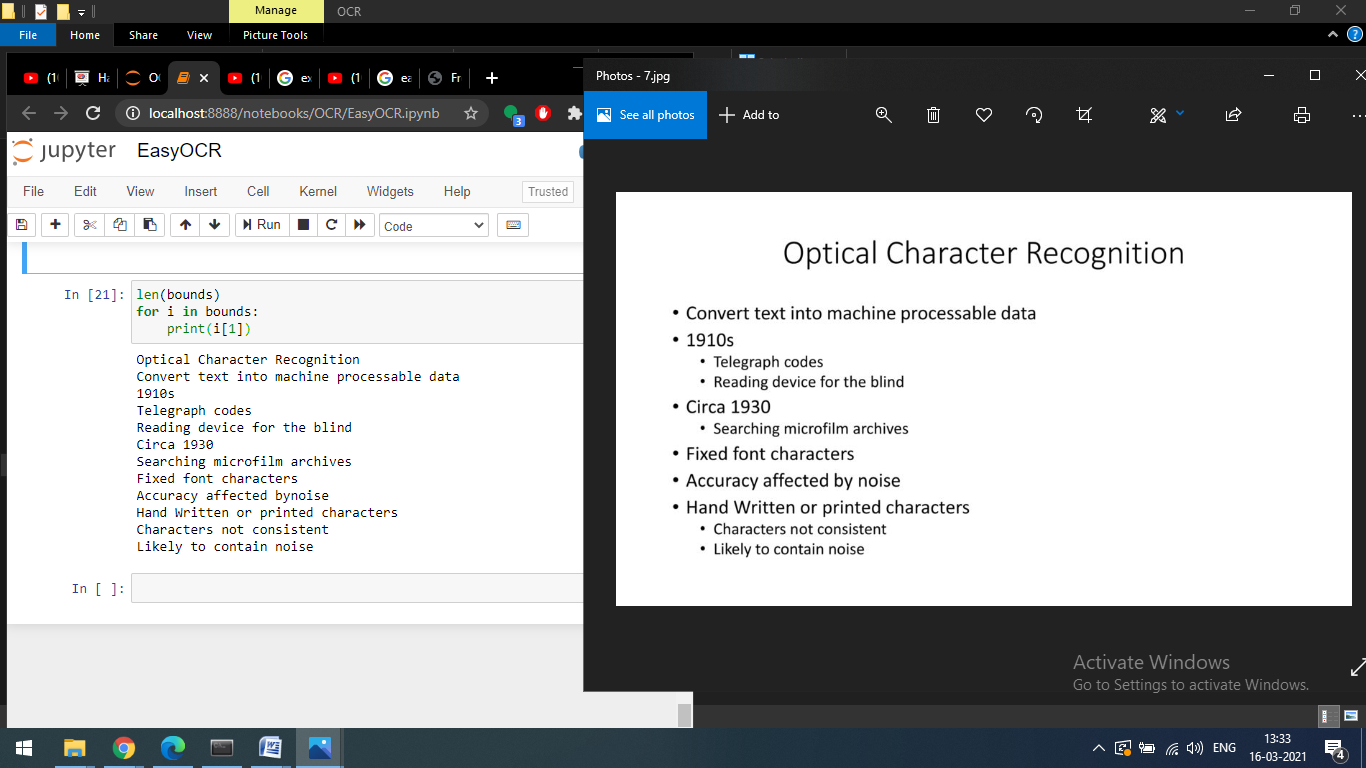 Manage
OCR
File
Home
Share
View
Picture Tools
(1
Ha
O
(1
ex
(1
ea
Fr
localhost:8888/notebooks/OCR/EasyOCR.ipynb
3
jupyter
EasyOCR
File
Edit
View
Insert
Cell
Kernel
Widgets
Help
Trusted
Run
Code
In [21]:
len(bounds)
for i in bounds:
    print(i[1])
Optical Character Recognition
Convert text into machine processable data
1910s
Telegraph codes
Reading device for the blind
Circa 1930
Searching microfilm archives
Fixed font characters
Accuracy affected bynoise
Hand Written or printed characters
Characters not consistent
Likely to contain noise
In [ ]:
Photos - 7.jpg
See all photos
Add to
Optical Character Recognition
• Convert text into machine processable data
• 1910s
• Telegraph codes
• Reading device for the blind
• Circa 1930
• Searching microfilm archives
• Fixed font characters
• Accuracy affected by noise
• Hand Written or printed characters
• Characters not consistent
• Likely to contain noise
Activate Windows
Go to Settings to activate Windows.
ENG
13:33
16-03-2021
4